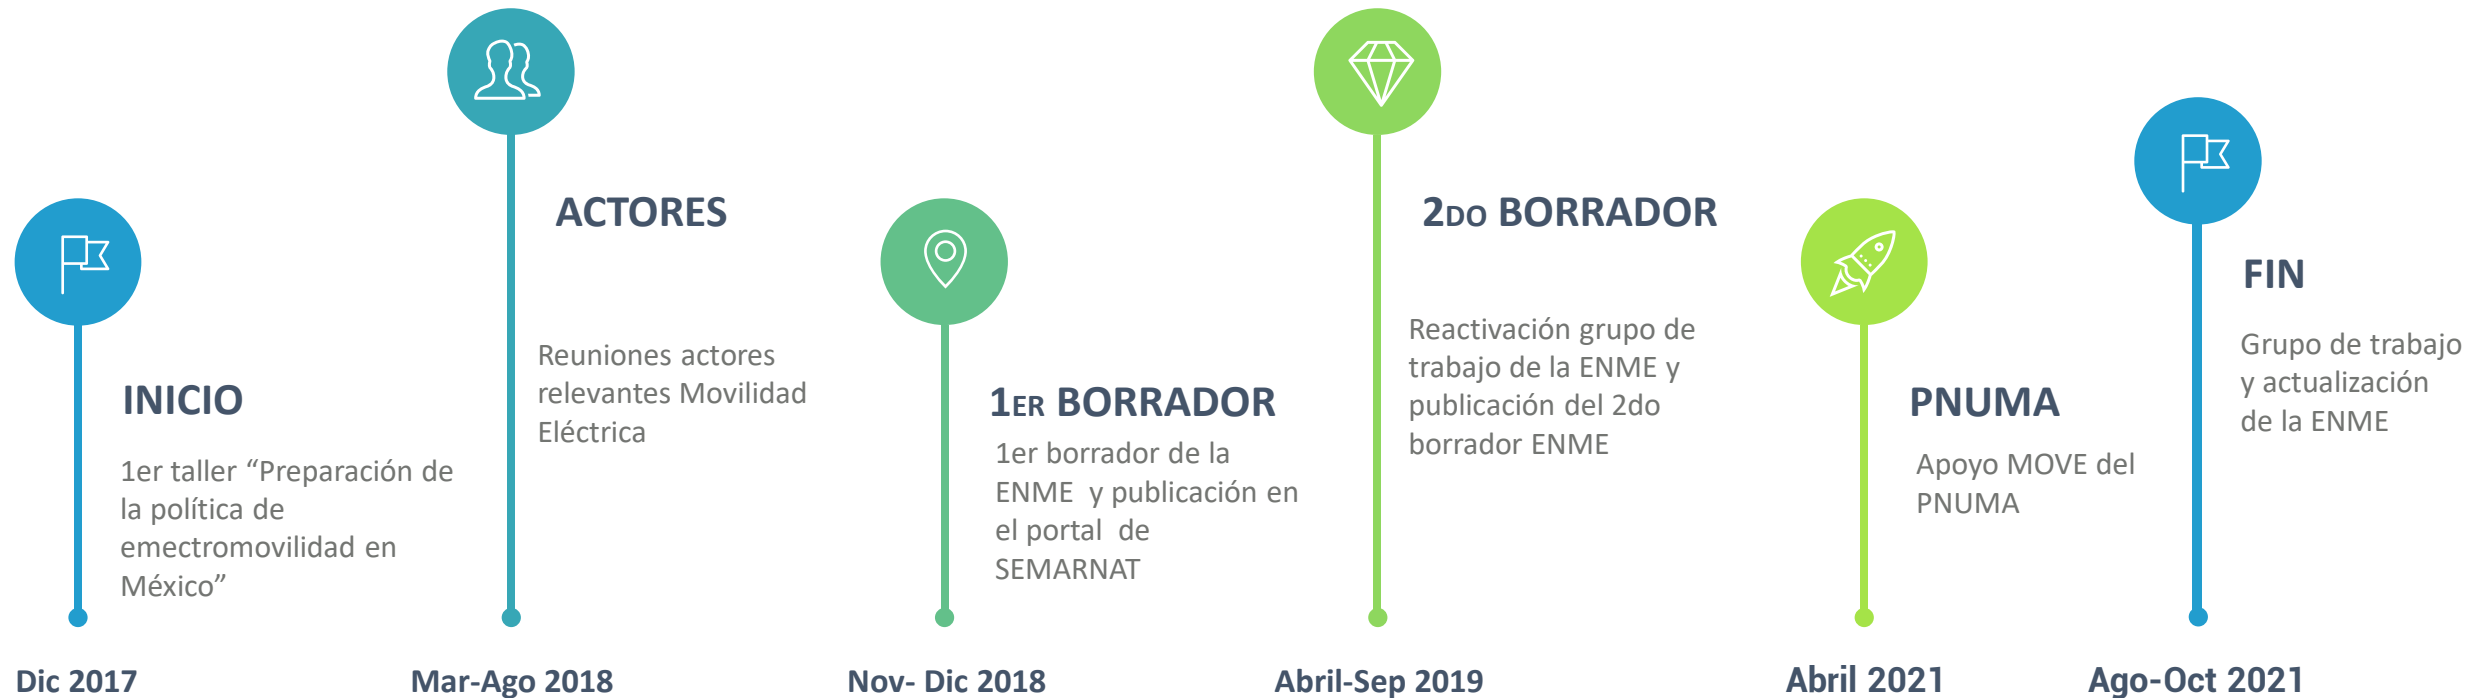 INICIO
1er taller “Preparación de
la política de
emectromovilidad en
México”
Dic 2017
ACTORES
Reuniones actores
relevantes Movilidad
Eléctrica
Mar-Ago 2018
1ER BORRADOR
1er borrador de la
ENME y publicación en
el portal de
SEMARNAT
Nov- Dic 2018
2DO BORRADOR
Reactivación grupo de
trabajo de la ENME y
publicación del 2do
borrador ENME
Abril-Sep 2019
PNUMA
Apoyo MOVE del
PNUMA
Abril 2021
FIN
Grupo de trabajo
y actualización
de la ENME
Ago-Oct 2021